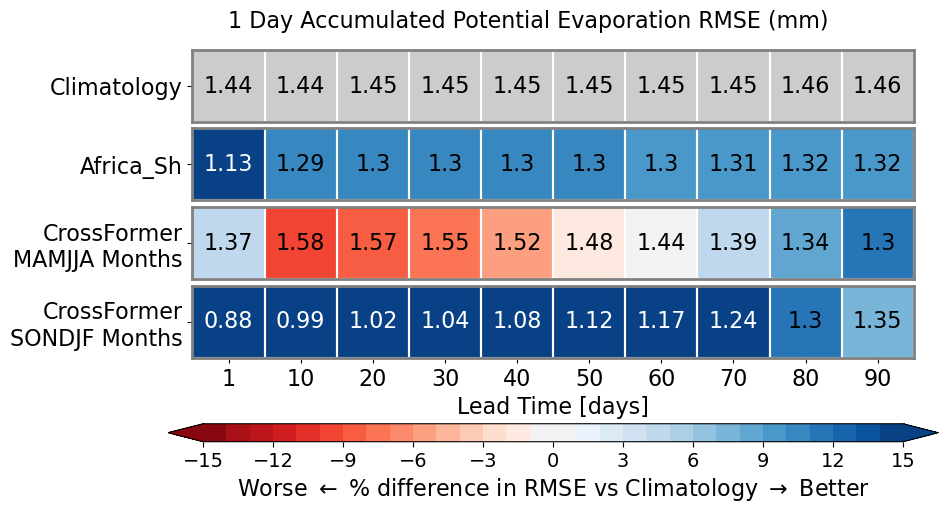 1 Day Accumulated Potential Evaporation RMSE (mm)
Climatology 1.44 1.44 1.45 1.45 1.45 1.45 1.45 1.45 1.46 1.46
Africa_Sh 1.13 1.29 1.3 1.3 1.3 1.3 1.3 1.31 1.32 1.32
CrossFormer
MAMJJA Months 1.37 1.58 1.57 1.55 1.52 1.48 1.44 1.39 1.34 1.3
CrossFormer
SONDJF Months 0.88 0.99 1.02 1.04 1.08 1.12 1.17 1.24 1.3 1.35
1 10 20 30 40 50 60 70 80 90
Lead Time [days]
−15 −12 −9 −6 −3 0 3 6 9 12 15
Worse ← % difference in RMSE vs Climatology → Better